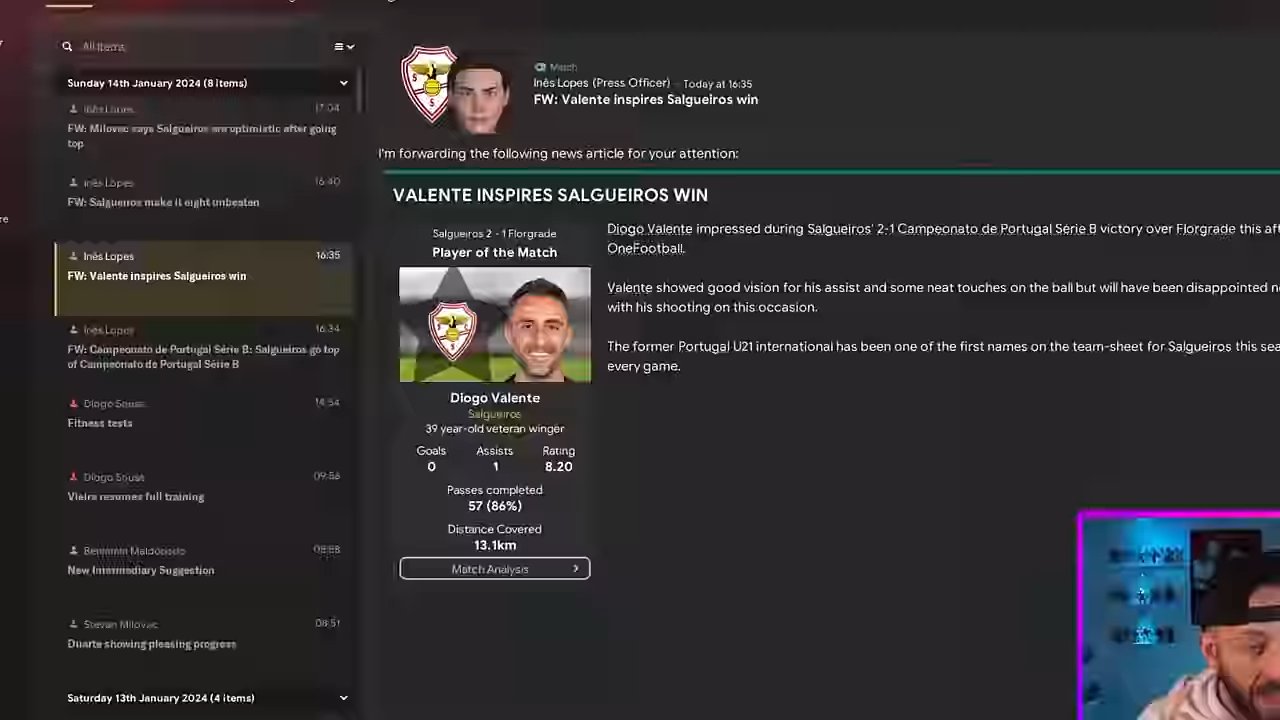 All Items
Sunday 14th January 2024 (8 items)
Inês Lopes 17:04
FW: Milovac says Salgueiros are optimistic after going
top
Inês Lopes 16:40
FW: Salgueiros make it eight unbeaten
Inês Lopes 16:35
FW: Valente inspires Salgueiros win
Inês Lopes 16:34
FW: Campeonato de Portugal Série B: Salgueiros go top
of Campeonato de Portugal Série B
Diogo Sousa 14:54
Fitness tests
Diogo Sousa 09:56
Vieira resumes full training
Benjamín Maldonado 08:58
New Intermediary Suggestion
Stevan Milovac 08:51
Duarte showing pleasing progress
Saturday 13th January 2024 (4 items)
Match
Inês Lopes (Press Officer) - Today at 16:35
FW: Valente inspires Salgueiros win
I'm forwarding the following news article for your attention:
VALENTE INSPIRES SALGUEIROS WIN
Salgueiros 2 - 1 Florgrade
Player of the Match
Diogo Valente
Salgueiros
39 year-old veteran winger
Goals Assists Rating
0 1 8.20
Passes completed
57 (86%)
Distance Covered
13.1km
Match Analysis
Diogo Valente impressed during Salgueiros' 2-1 Campeonato de Portugal Série B victory over Florgrade this
OneFootball.
Valente showed good vision for his assist and some neat touches on the ball but will have been disappointed
with his shooting on this occasion.
The former Portugal U21 international has been one of the first names on the team-sheet for Salgueiros this
every game.